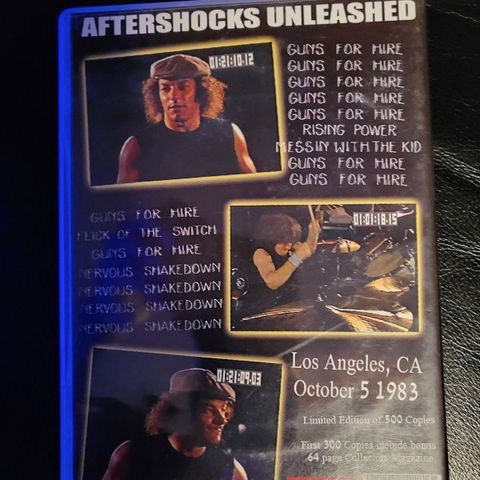 AFTERSHOCKS UNLEASHED
GUNS FOR HIRE
GUNS FOR HIRE
GUNS FOR HIRE
GUNS FOR HIRE
GUNS FOR HIRE
RISING POWER
MESSIN WITH THE KID
GUNS FOR HIRE
GUNS FOR HIRE
GUNS FOR HIRE
FLICK OF THE SWITCH
GUNS FOR HIRE
NERVOUS SHAKEDOWN
NERVOUS SHAKEDOWN
NERVOUS SHAKEDOWN
NERVOUS SHAKEDOWN
Los Angeles, CA
October 5 1983
Limited Edition of 500 Copies
First 300 Copies include bonus
64 page Collectors Magazine